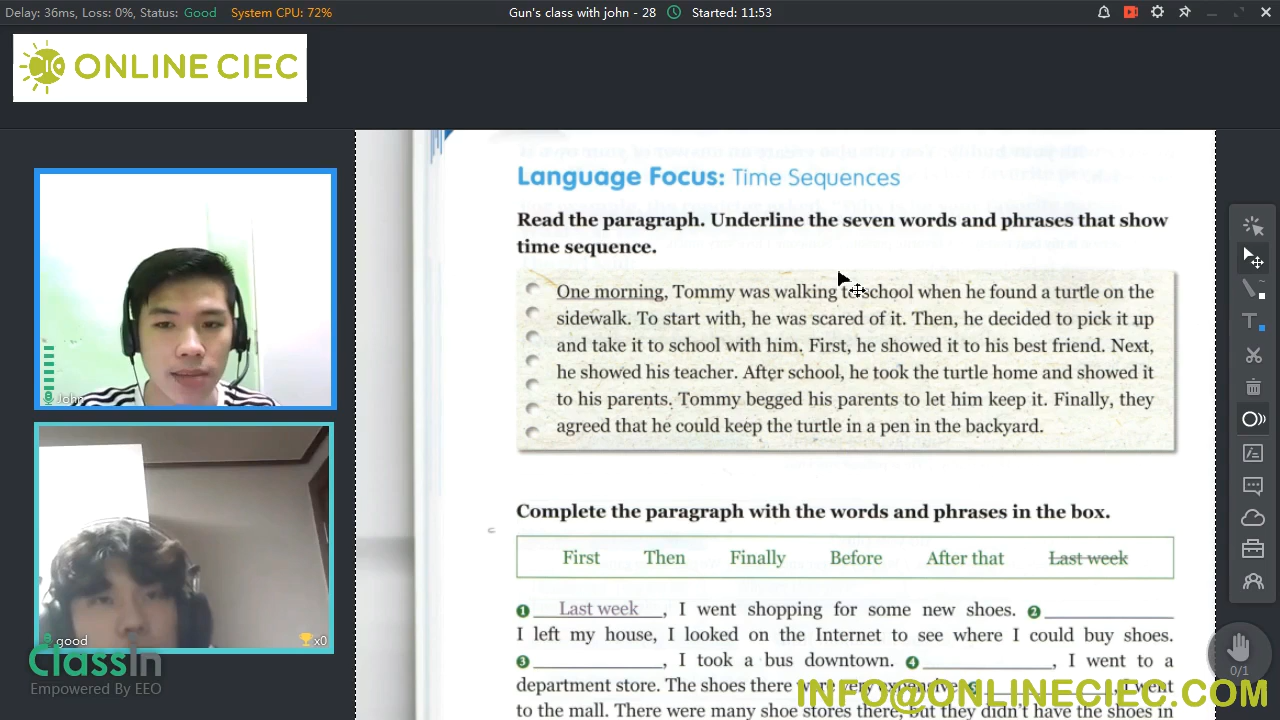 Delay: 36ms, Loss: 0%, Status: Good System CPU: 72%
Gun's class with john - 28 Started: 11:53
ONLINE CIEC
John
good
x0
ClassIn
Empowered By EEO
Language Focus: Time Sequences
Read the paragraph. Underline the seven words and phrases that show
time sequence.
One morning, Tommy was walking to school when he found a turtle on the
sidewalk. To start with, he was scared of it. Then, he decided to pick it up
and take it to school with him. First, he showed it to his best friend. Next,
he showed his teacher. After school, he took the turtle home and showed it
to his parents. Tommy begged his parents to let him keep it. Finally, they
agreed that he could keep the turtle in a pen in the backyard.
Complete the paragraph with the words and phrases in the box.
First Then Finally Before After that Last week
1 Last week, I went shopping for some new shoes. 2
I left my house, I looked on the Internet to see where I could buy shoes.
3 , I took a bus downtown. 4 , I went to a
department store. The shoes there were very expensive. , I went
to the mall. There were many shoe stores there, but they didn't have the shoes in
0/1
INFO@ONLINECIEC.COM